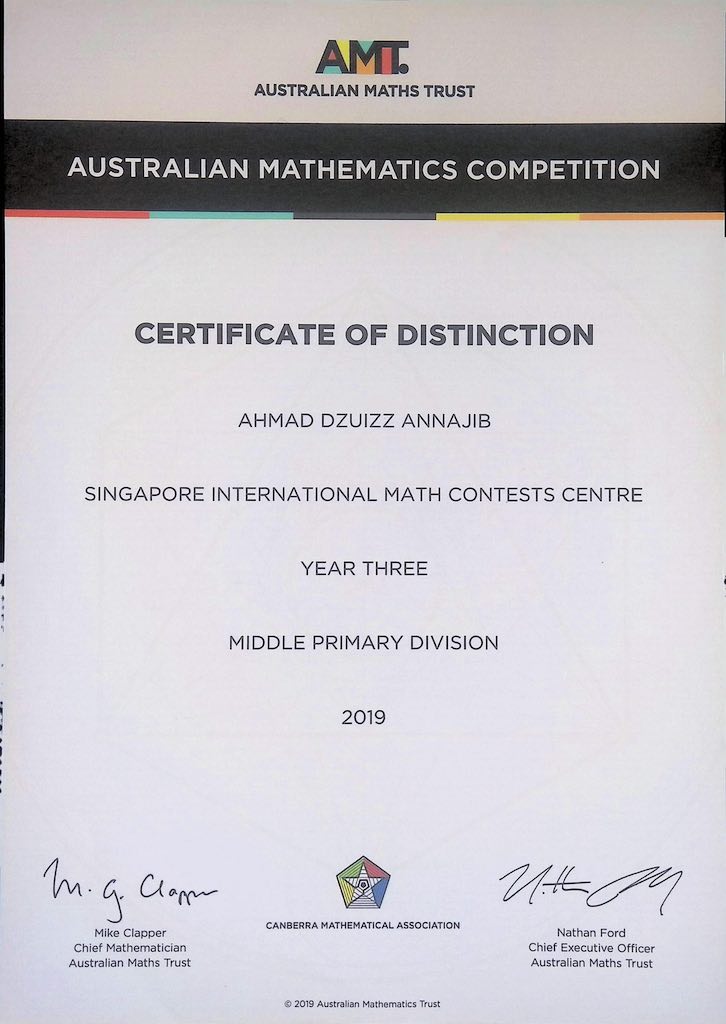 AMT.
AUSTRALIAN MATHS TRUST
AUSTRALIAN MATHEMATICS COMPETITION
CERTIFICATE OF DISTINCTION
AHMAD DZUIZZ ANNAJIB
SINGAPORE INTERNATIONAL MATH CONTESTS CENTRE
YEAR THREE
MIDDLE PRIMARY DIVISION
2019
M. G. Clapper
Mike Clapper
Chief Mathematician
Australian Maths Trust
CANBERRA MATHEMATICAL ASSOCIATION
Nathan Ford
Chief Executive Officer
Australian Maths Trust
© 2019 Australian Mathematics Trust